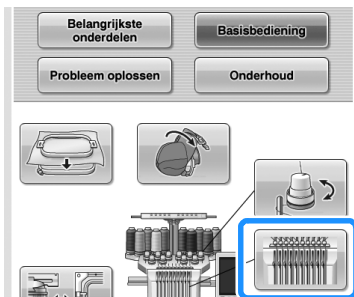 Belangrijkste
onderdelen
Basisbediening
Probleem oplossen
Onderhoud